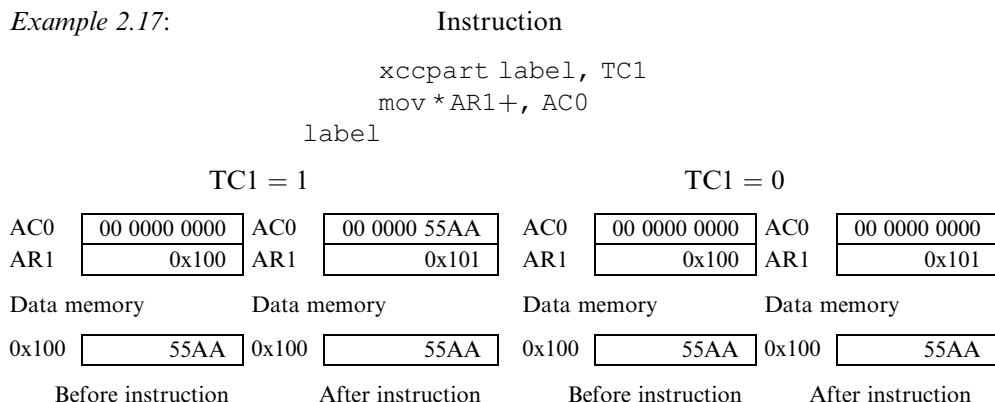 Example 2.17: Instruction
xccpart label, TC1
mov *AR1+, AC0
label
TC1 = 1 TC1 = 0
AC0 00 0000 0000 AC0 00 0000 55AA AC0 00 0000 0000 AC0 00 0000 0000
AR1 0x100 AR1 0x101 AR1 0x100 AR1 0x101
Data memory Data memory Data memory Data memory
0x100 55AA 0x100 55AA 0x100 55AA 0x100 55AA
Before instruction After instruction Before instruction After instruction